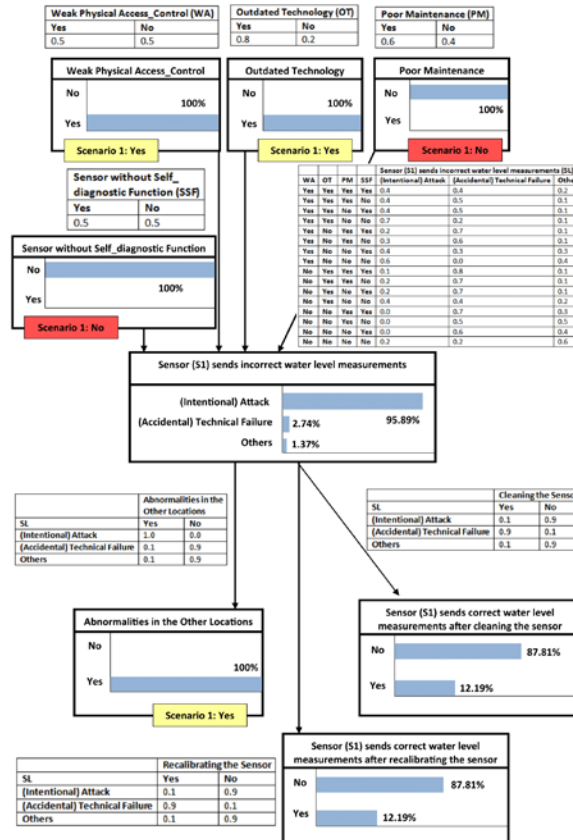 Weak Physical Access_Control (WA)
Yes No
0.5 0.5
Outdated Technology (OT)
Yes No
0.8 0.2
Poor Maintenance (PM)
Yes No
0.6 0.4
Weak Physical Access_Control
No
100%
Yes
Scenario 1: Yes
Outdated Technology
No
100%
Yes
Scenario 1: Yes
Poor Maintenance
No
100%
Yes
Scenario 1: No
Sensor without Self_
diagnostic Function (SSF)
Yes No
0.5 0.5
Sensor without Self_diagnostic Function
No
100%
Yes
Scenario 1: No
Sensor (S1) sends incorrect water level measurements (SL)
WA OT PM SSF (Intentional) Attack (Accidental) Technical Failure Others
Yes Yes Yes Yes 0.4 0.4 0.2
Yes Yes Yes No 0.4 0.5 0.1
Yes Yes No Yes 0.4 0.5 0.1
Yes Yes No No 0.7 0.2 0.1
Yes No Yes Yes 0.2 0.7 0.1
Yes No Yes No 0.3 0.6 0.1
Yes No No Yes 0.4 0.3 0.3
Yes No No No 0.6 0.0 0.4
No Yes Yes Yes 0.1 0.8 0.1
No Yes Yes No 0.2 0.7 0.1
No Yes No Yes 0.2 0.7 0.1
No Yes No No 0.4 0.4 0.2
No No Yes Yes 0.0 0.7 0.3
No No Yes No 0.0 0.5 0.5
No No No Yes 0.0 0.6 0.4
No No No No 0.2 0.2 0.6
Sensor (S1) sends incorrect water level measurements
(Intentional) Attack
95.89%
(Accidental) Technical Failure
2.74%
Others
1.37%
Abnormalities in the
Other Locations
SL Yes No
(Intentional) Attack 1.0 0.0
(Accidental) Technical Failure 0.1 0.9
Others 0.1 0.9
Cleaning the Sensor
SL Yes No
(Intentional) Attack 0.1 0.9
(Accidental) Technical Failure 0.9 0.1
Others 0.1 0.9
Abnormalities in the Other Locations
No
100%
Yes
Scenario 1: Yes
Sensor (S1) sends correct water level
measurements after cleaning the sensor
No
87.81%
Yes
12.19%
Recalibrating the Sensor
SL Yes No
(Intentional) Attack 0.1 0.9
(Accidental) Technical Failure 0.9 0.1
Others 0.1 0.9
Sensor (S1) sends correct water level
measurements after recalibrating the sensor
No
87.81%
Yes
12.19%